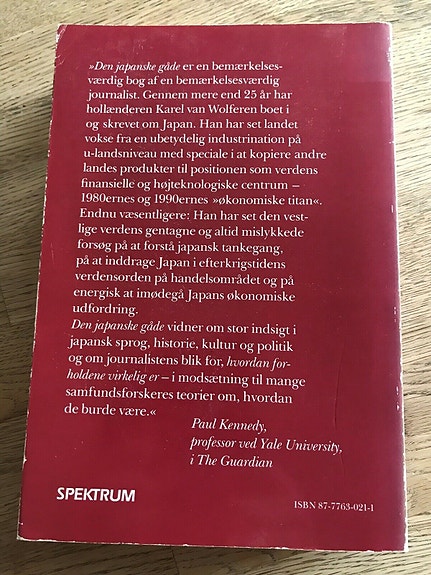 »Den japanske gåde er en bemærkelses-
værdig bog af en bemærkelsesværdig
journalist. Gennem mere end 25 år har
hollænderen Karel van Wolferen boet i
og skrevet om Japan. Han har set landet
vokse fra en ubetydelig industrination på
u-landsniveau med speciale i at kopiere andre
landes produkter til positionen som verdens
finansielle og højteknologiske centrum –
1980ernes og 1990ernes »økonomiske titan«.
Endnu væsentligere: Han har set den vest-
lige verdens gentagne og altid mislykkede
forsøg på at forstå japansk tankegang,
på at inddrage Japan i efterkrigstidens
verdensorden på handelsområdet og på
energisk at imødegå Japans økonomiske
udfordring.
Den japanske gåde vidner om stor indsigt i
japansk sprog, historie, kultur og politik
og om journalistens blik for, hvordan for-
holdene virkelig er – i modsætning til mange
samfundsforskeres teorier om, hvordan
de burde være.«
Paul Kennedy,
professor ved Yale University,
i The Guardian
SPEKTRUM
ISBN 87-7763-021-1